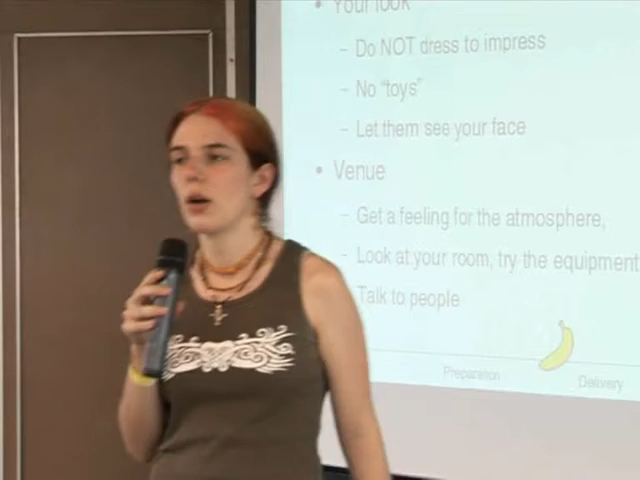 • Your look
– Do NOT dress to impress
– No “toys”
– Let them see your face
• Venue
– Get a feeling for the atmosphere,
– Look at your room, try the equipment
Talk to people
Preparation
Delivery